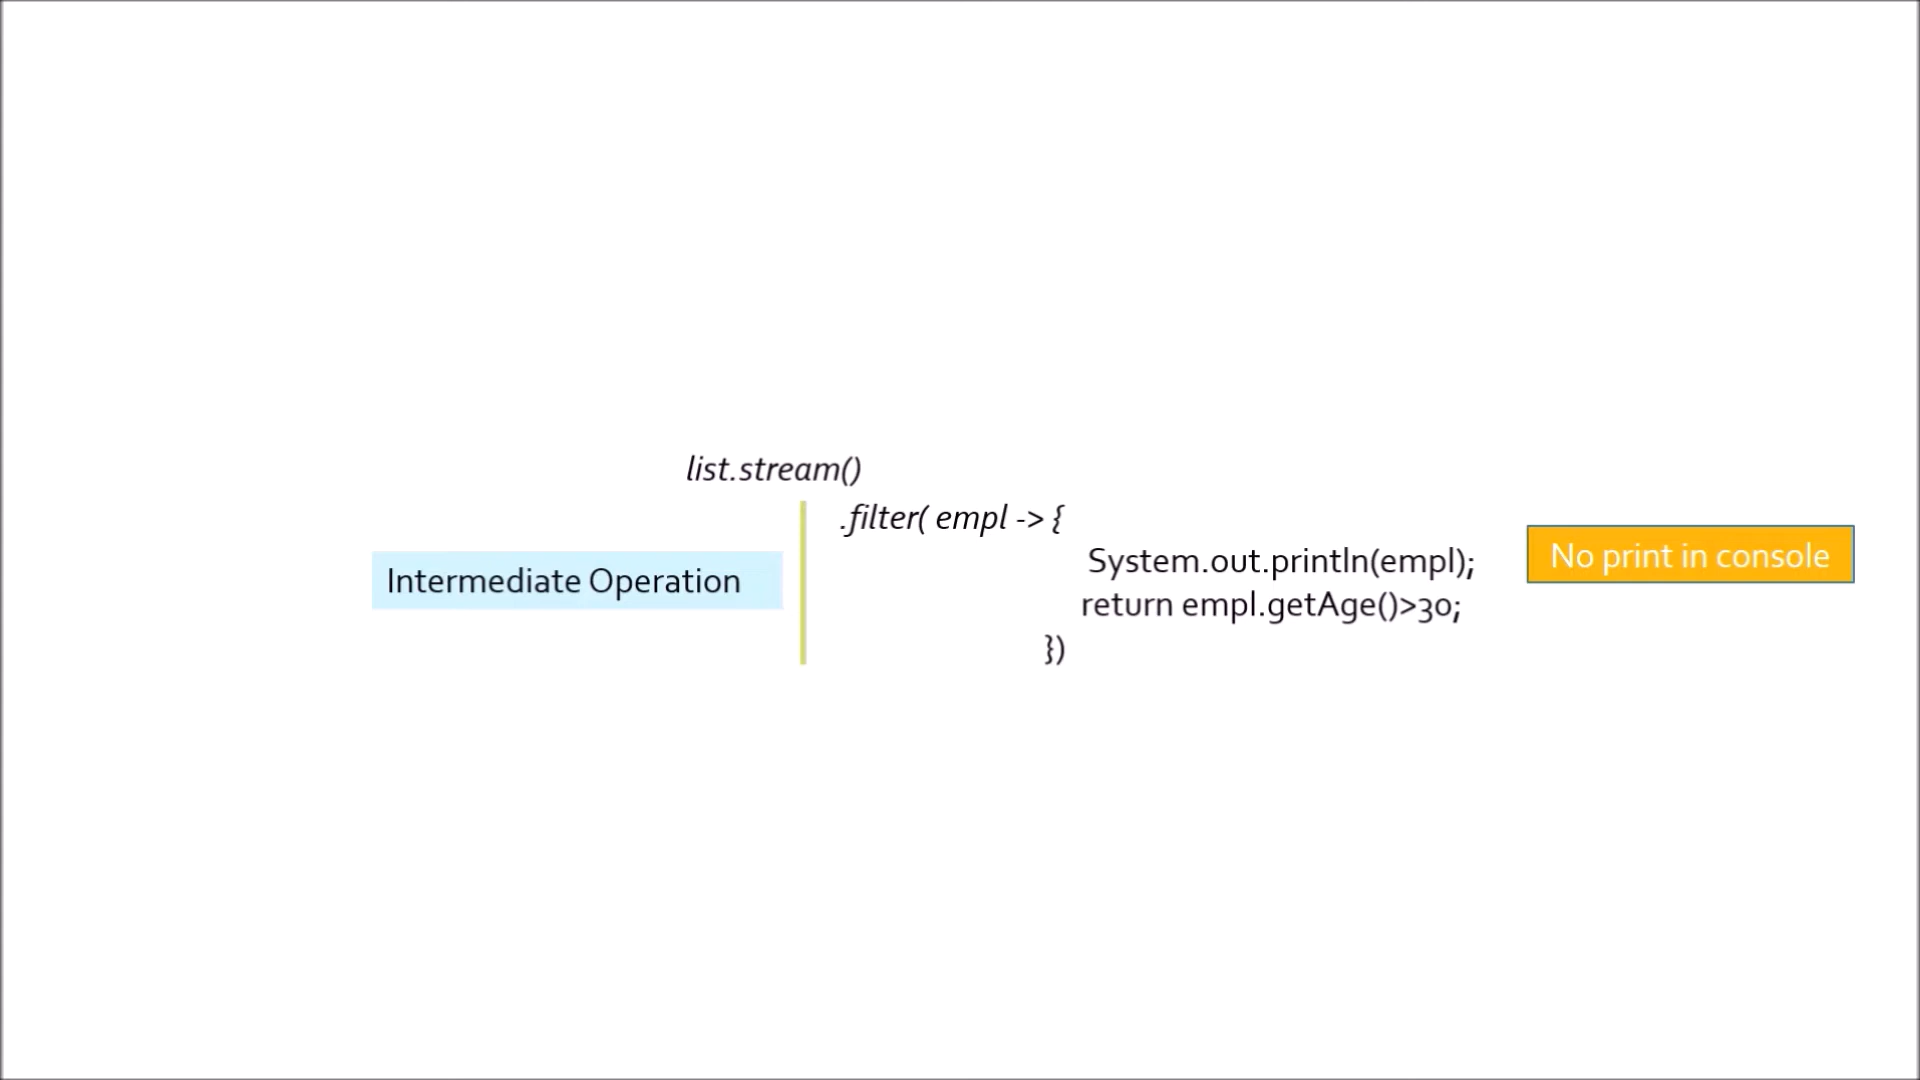 list.stream()
.filter( empl -> {
Intermediate Operation
System.out.println(empl);
No print in console
return empl.getAge()>30;
})